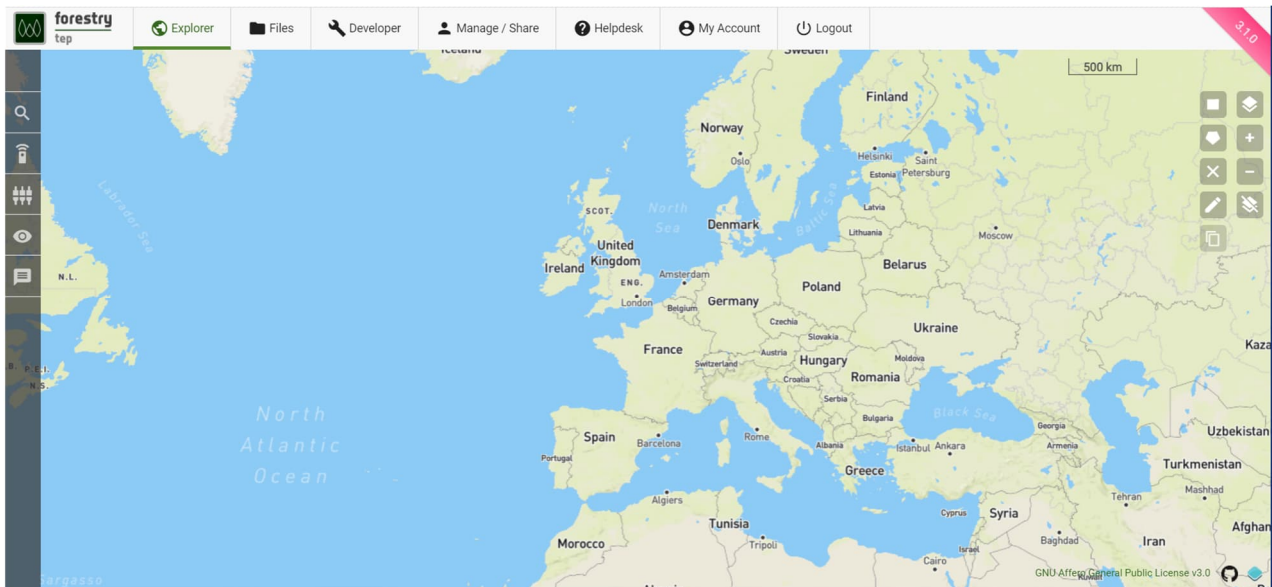 forestry
tep
Explorer
Files
Developer
Manage / Share
Helpdesk
My Account
Logout
3.1.0
500 km
Iceland
Sweden
Finland
Norway
Oslo
Helsinki
Saint
Petersburg
Estonia
Labrador Sea
SCOT.
North
Sea
Denmark
Baltic Sea
Latvia
Lithuania
Moscow
United
Kingdom
Ireland
ENG.
London
Amsterdam
Belgium
Germany
Poland
Belarus
N.L.
Czechia
Slovakia
Ukraine
France
Switzerland
Austria
Hungary
Moldova
Kaza
B.
P.E.I.
N.S.
Croatia
Romania
Serbia
North
Atlantic
Ocean
Bulgaria
Black Sea
Georgia
Armenia
Uzbekistan
Spain
Barcelona
Rome
Albania
Istanbul
Ankara
Portugal
Greece
Turkmenistan
Algiers
Tehran
Mashhad
Tunisia
Cyprus
Syria
Afghan
Morocco
Tripoli
Israel
Baghdad
Iran
Cairo
GNU Affero General Public License v3.0
Kuwait
Sargasso